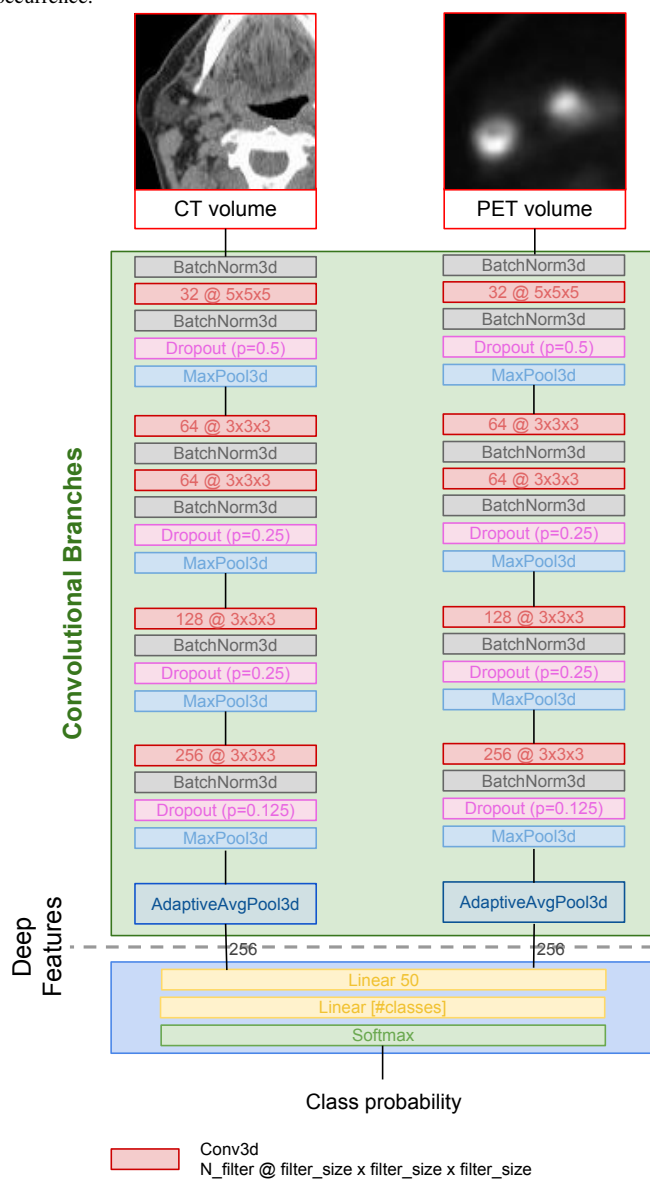 CT volume
PET volume
BatchNorm3d
32 @ 5x5x5
BatchNorm3d
Dropout (p=0.5)
MaxPool3d
64 @ 3x3x3
BatchNorm3d
64 @ 3x3x3
BatchNorm3d
Dropout (p=0.25)
MaxPool3d
128 @ 3x3x3
BatchNorm3d
Dropout (p=0.25)
MaxPool3d
256 @ 3x3x3
BatchNorm3d
Dropout (p=0.125)
MaxPool3d
AdaptiveAvgPool3d
256
BatchNorm3d
32 @ 5x5x5
BatchNorm3d
Dropout (p=0.5)
MaxPool3d
64 @ 3x3x3
BatchNorm3d
64 @ 3x3x3
BatchNorm3d
Dropout (p=0.25)
MaxPool3d
128 @ 3x3x3
BatchNorm3d
Dropout (p=0.25)
MaxPool3d
256 @ 3x3x3
BatchNorm3d
Dropout (p=0.125)
MaxPool3d
AdaptiveAvgPool3d
256
Convolutional Branches
Deep
Features
Linear 50
Linear [#classes]
Softmax
Class probability
Conv3d
N_filter @ filter_size x filter_size x filter_size